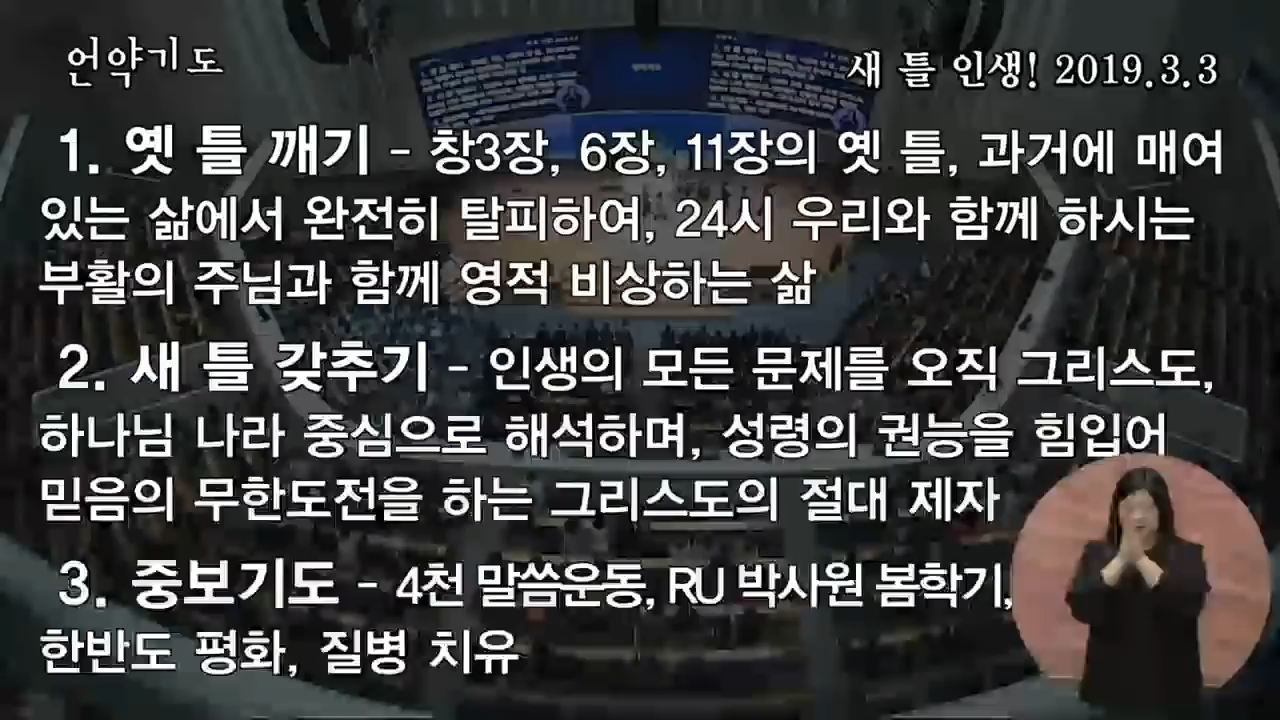 언약기도
새 틀 인생! 2019.3.3
1. 옛 틀 깨기 - 창3장, 6장, 11장의 옛 틀, 과거에 매여
있는 삶에서 완전히 탈피하여, 24시 우리와 함께 하시는
부활의 주님과 함께 영적 비상하는 삶
2. 새 틀 갖추기 - 인생의 모든 문제를 오직 그리스도,
하나님 나라 중심으로 해석하며, 성령의 권능을 힘입어
믿음의 무한도전을 하는 그리스도의 절대 제자
3. 중보기도 - 4천 말씀운동, RU 박사원 봄학기,
한반도 평화, 질병 치유